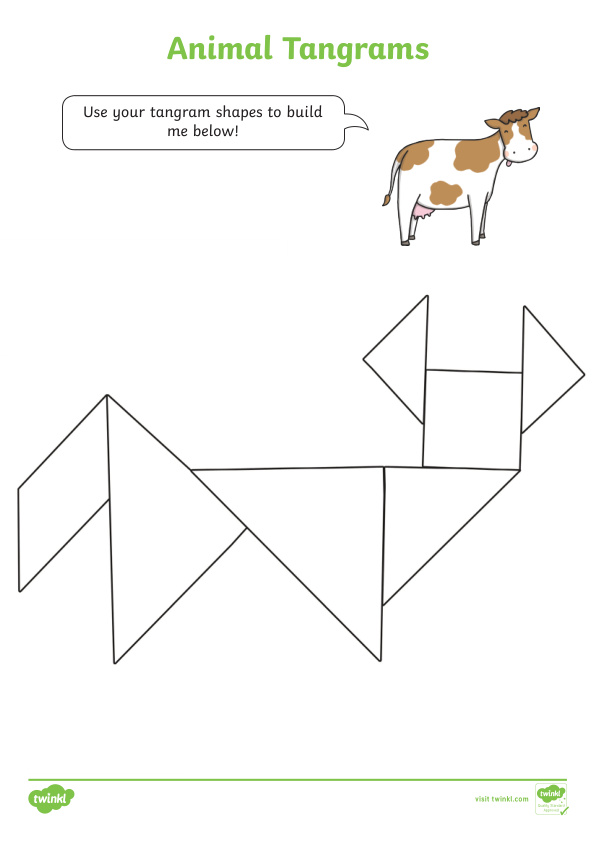 Animal Tangrams
Use your tangram shapes to build
me below!
twinkl
visit twinkl.com
twinkl
Quality Standard
Approved